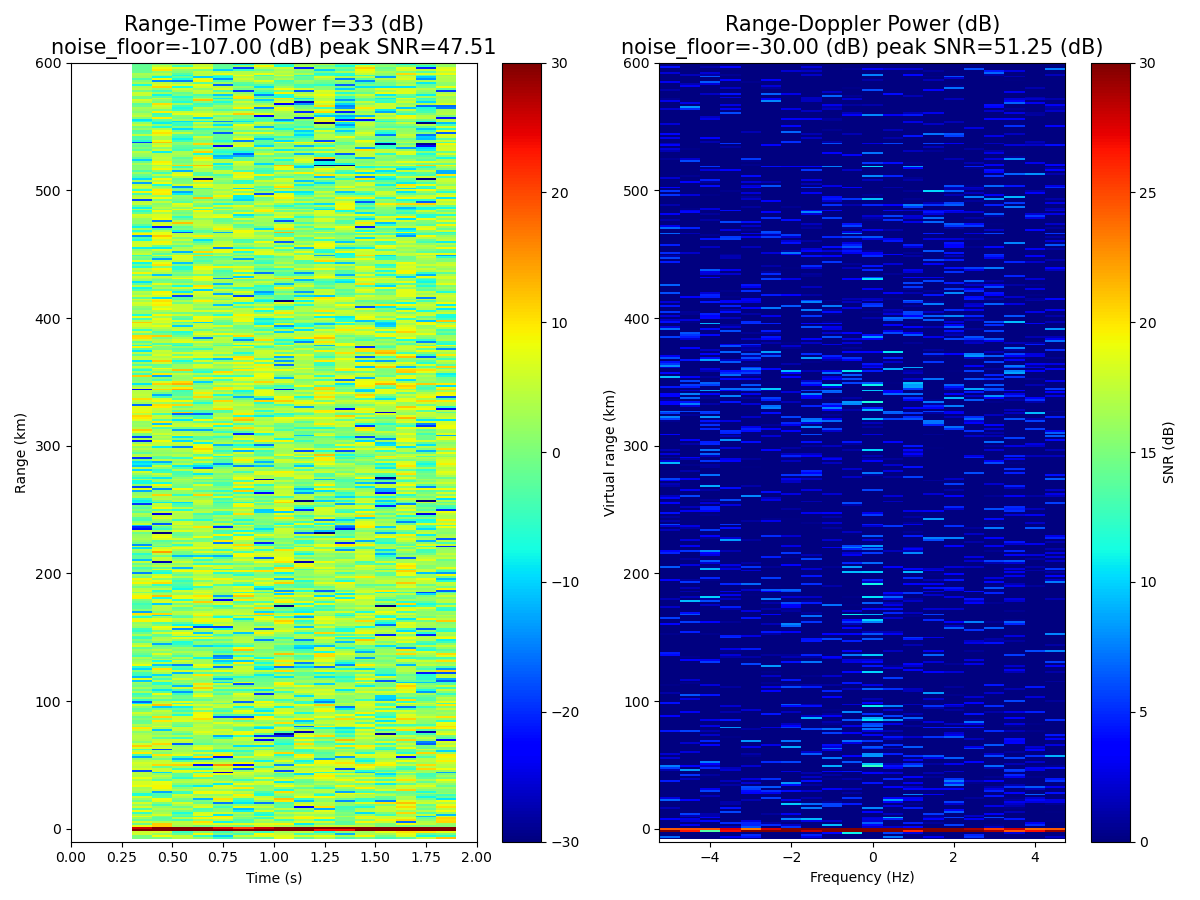 Range-Time Power f=33 (dB)
noise_floor=-107.00 (dB) peak SNR=47.51
600
500
400
300
200
100
0
Range (km)
0.00 0.25 0.50 0.75 1.00 1.25 1.50 1.75 2.00
Time (s)
30
20
10
0
−10
−20
−30
Range-Doppler Power (dB)
noise_floor=-30.00 (dB) peak SNR=51.25 (dB)
600
500
400
300
200
100
0
Virtual range (km)
−4 −2 0 2 4
Frequency (Hz)
30
25
20
15
10
5
0
SNR (dB)